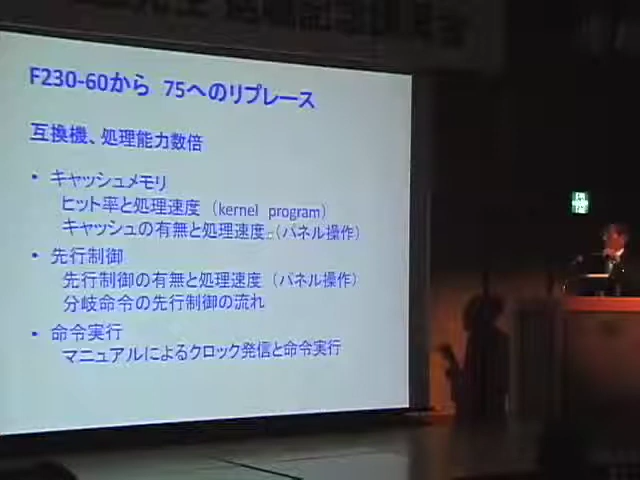 F230-60から 75へのリプレース
互換機、処理能力数倍
• キャッシュメモリ
ヒット率と処理速度 （kernel program）
キャッシュの有無と処理速度（パネル操作）
• 先行制御
先行制御の有無と処理速度 （パネル操作）
分岐命令の先行制御の流れ
• 命令実行
マニュアルによるクロック発信と命令実行